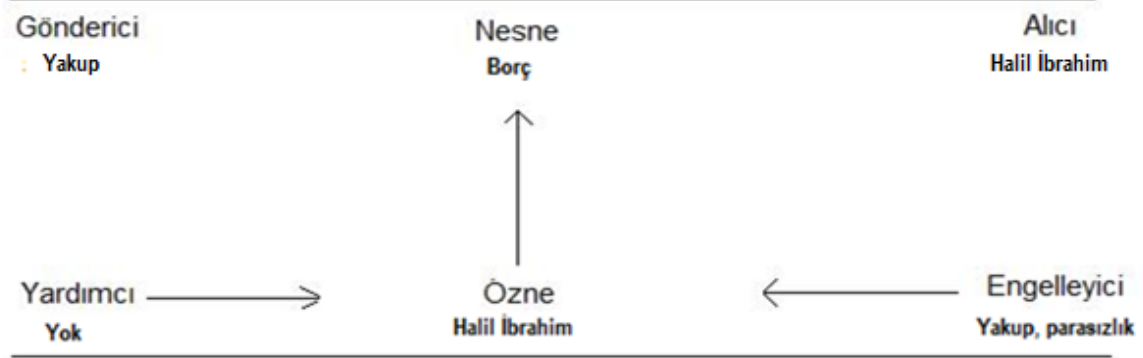 Gönderici
Yakup
Nesne
Borç
Alıcı
Halil İbrahim
Yardımcı
Yok
Özne
Halil İbrahim
Engelleyici
Yakup, parasızlık